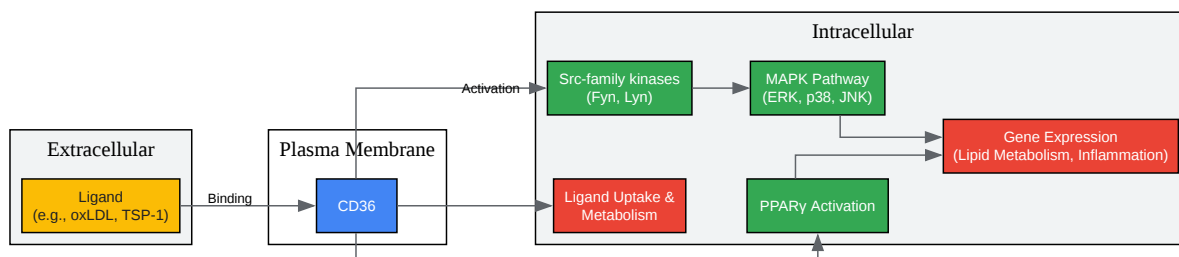 Intracellular
Src-family kinases
(Fyn, Lyn)
MAPK Pathway
(ERK, p38, JNK)
Activation
Gene Expression
(Lipid Metabolism, Inflammation)
Extracellular
Plasma Membrane
Ligand
(e.g., oxLDL, TSP-1)
Binding
CD36
Ligand Uptake &
Metabolism
PPARγ Activation